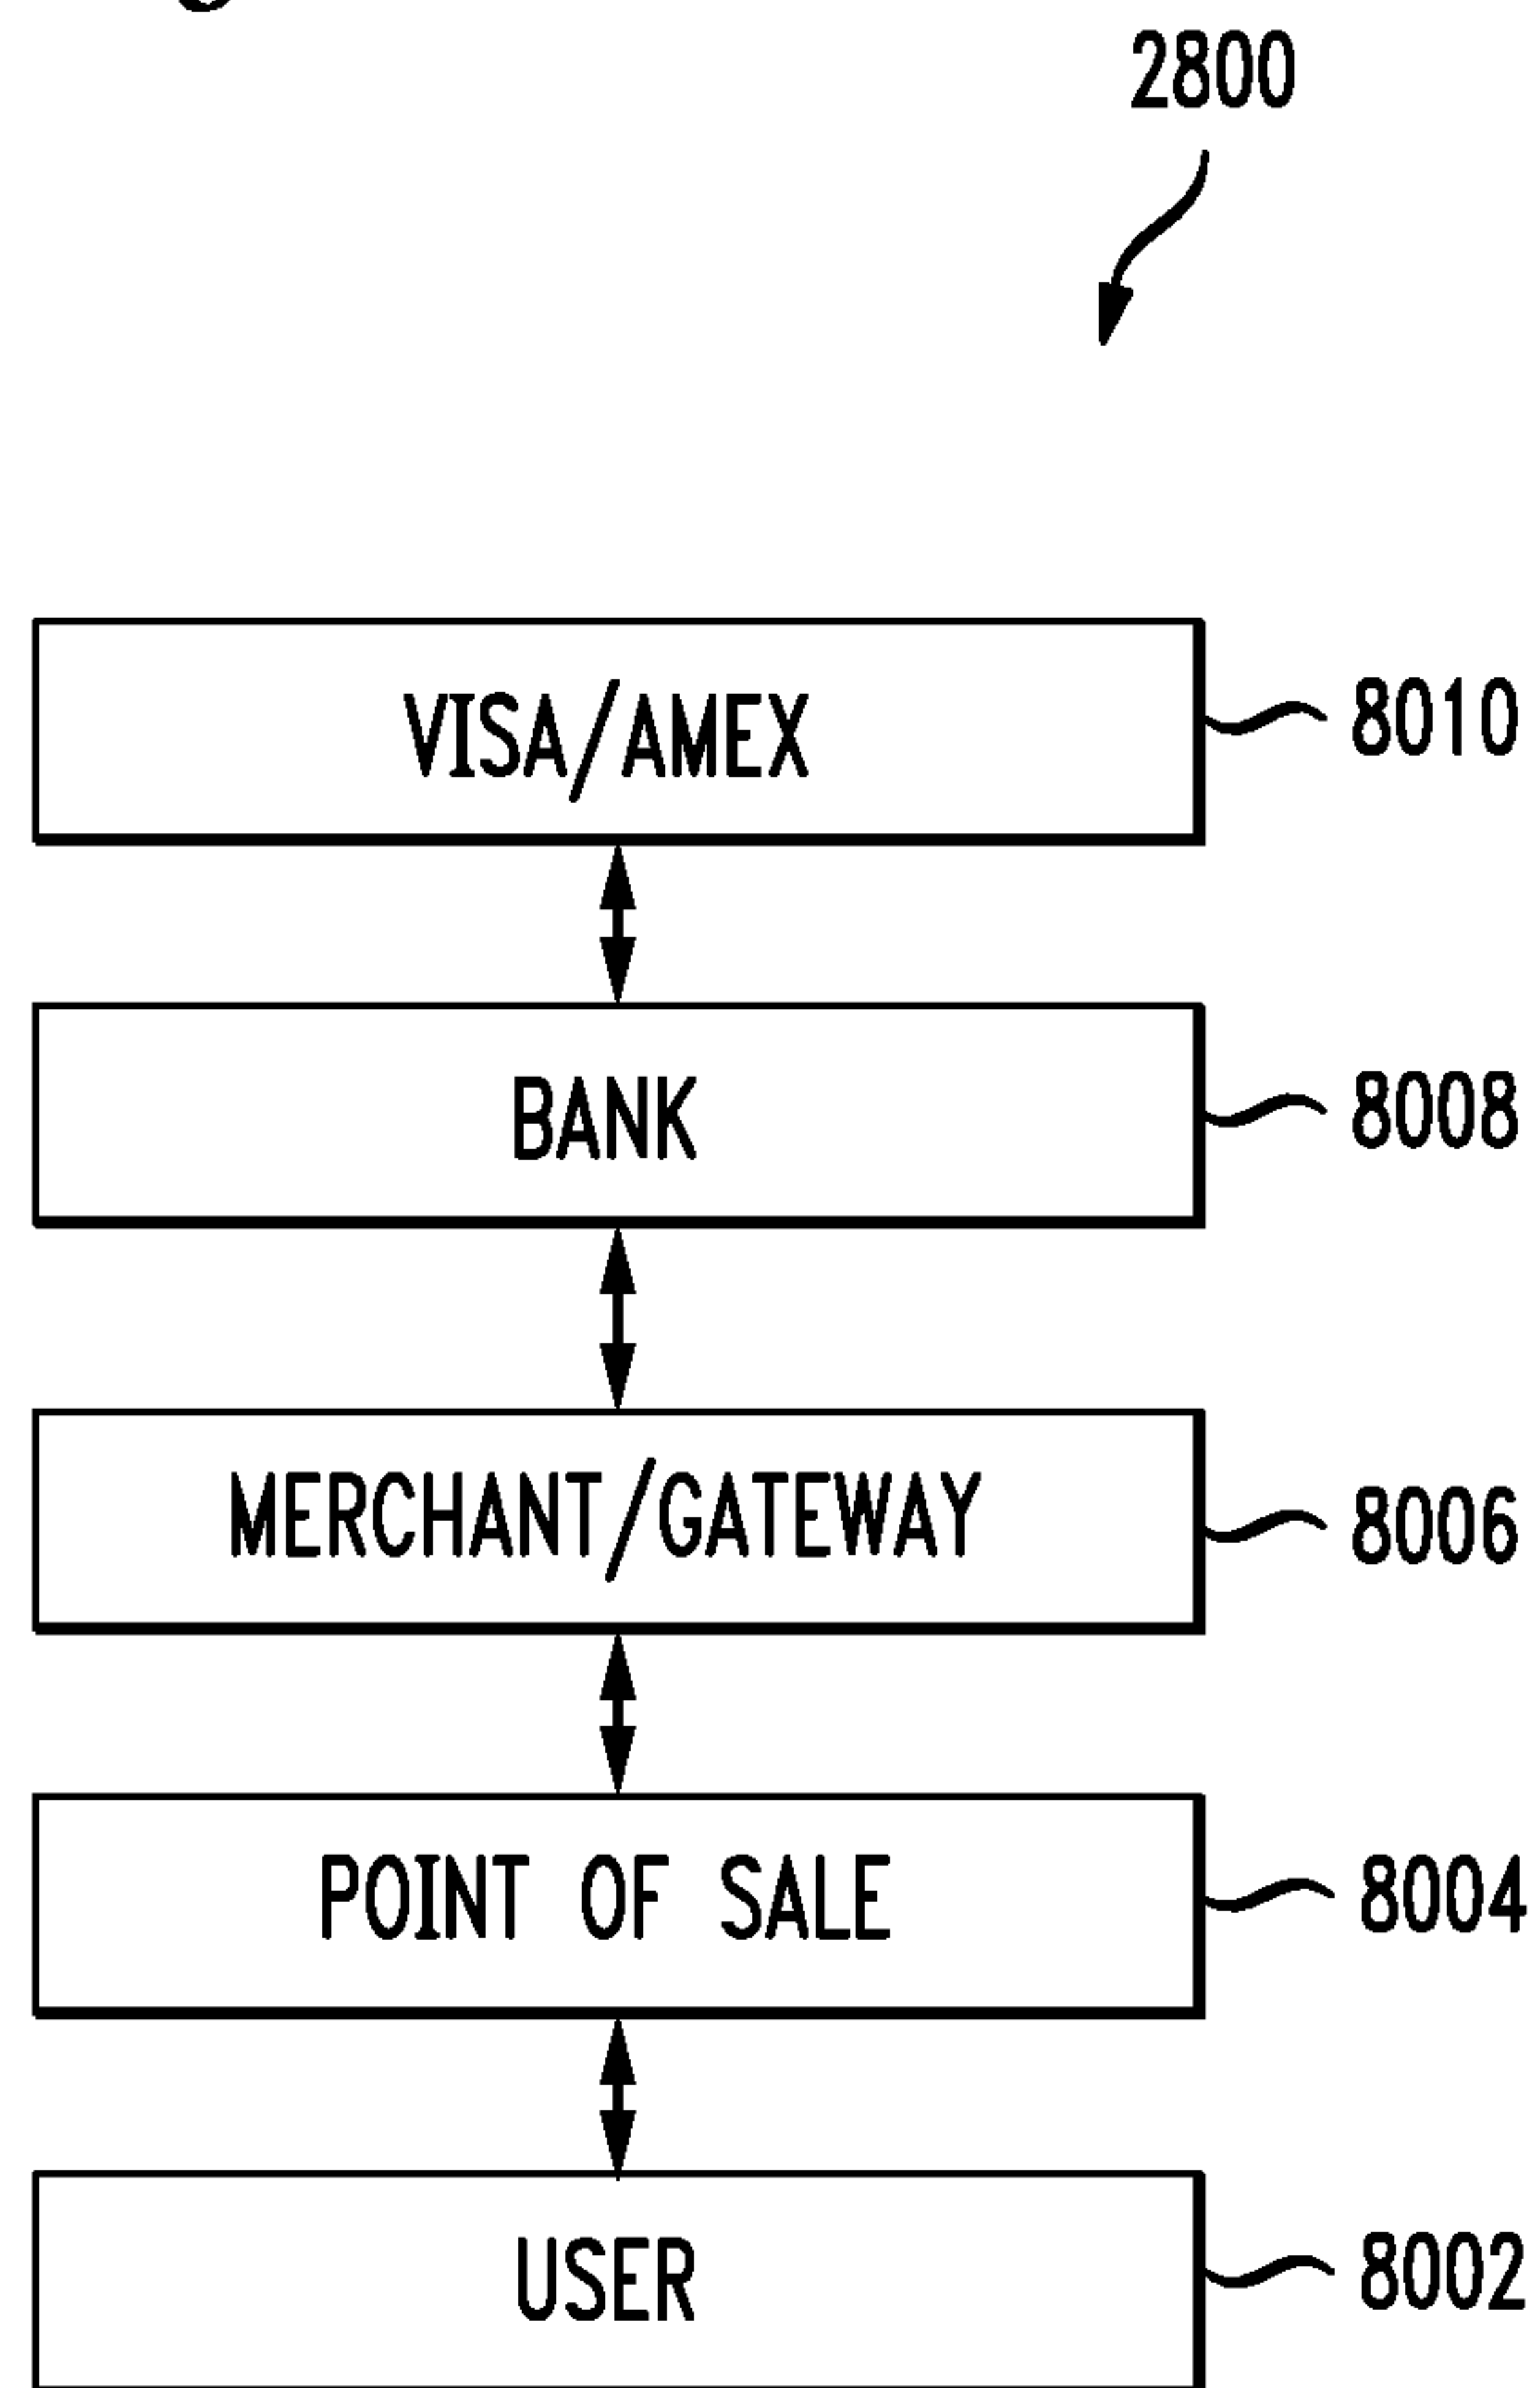 2800
VISA/AMEX 8010
BANK 8008
MERCHANT/GATEWAY 8006
POINT OF SALE 8004
USER 8002